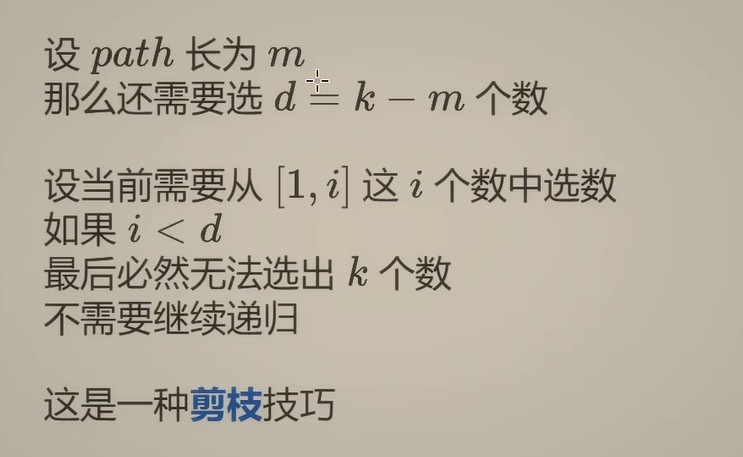 设 path 长为 m
那么还需要选 d = k − m 个数
设当前需要从 [1, i] 这 i 个数中选数
如果 i < d
最后必然无法选出 k 个数
不需要继续递归
这是一种剪枝技巧